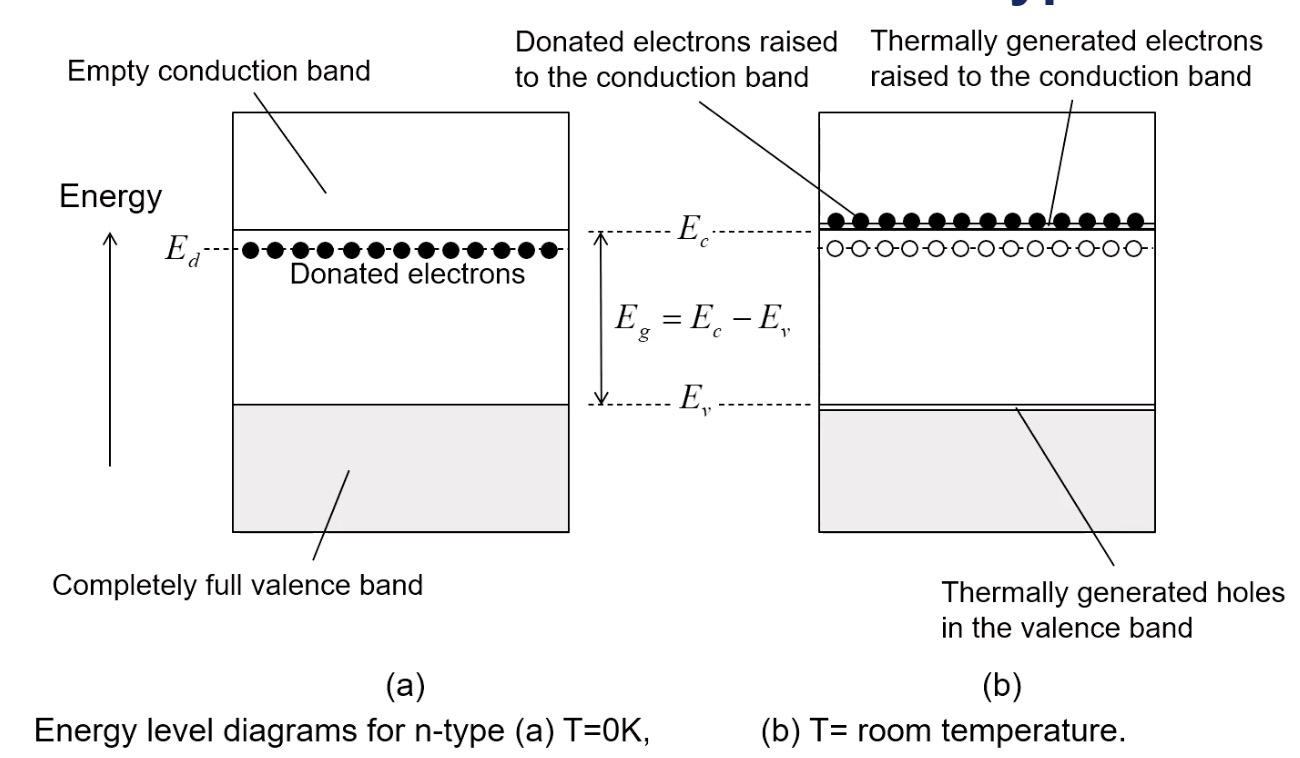 Donated electrons raised
to the conduction band
Thermally generated electrons
raised to the conduction band
Empty conduction band
Energy
E_d
Donated electrons
E_c
E_g = E_c − E_v
E_v
Completely full valence band
Thermally generated holes
in the valence band
(a)
(b)
Energy level diagrams for n-type (a) T=0K,
(b) T= room temperature.